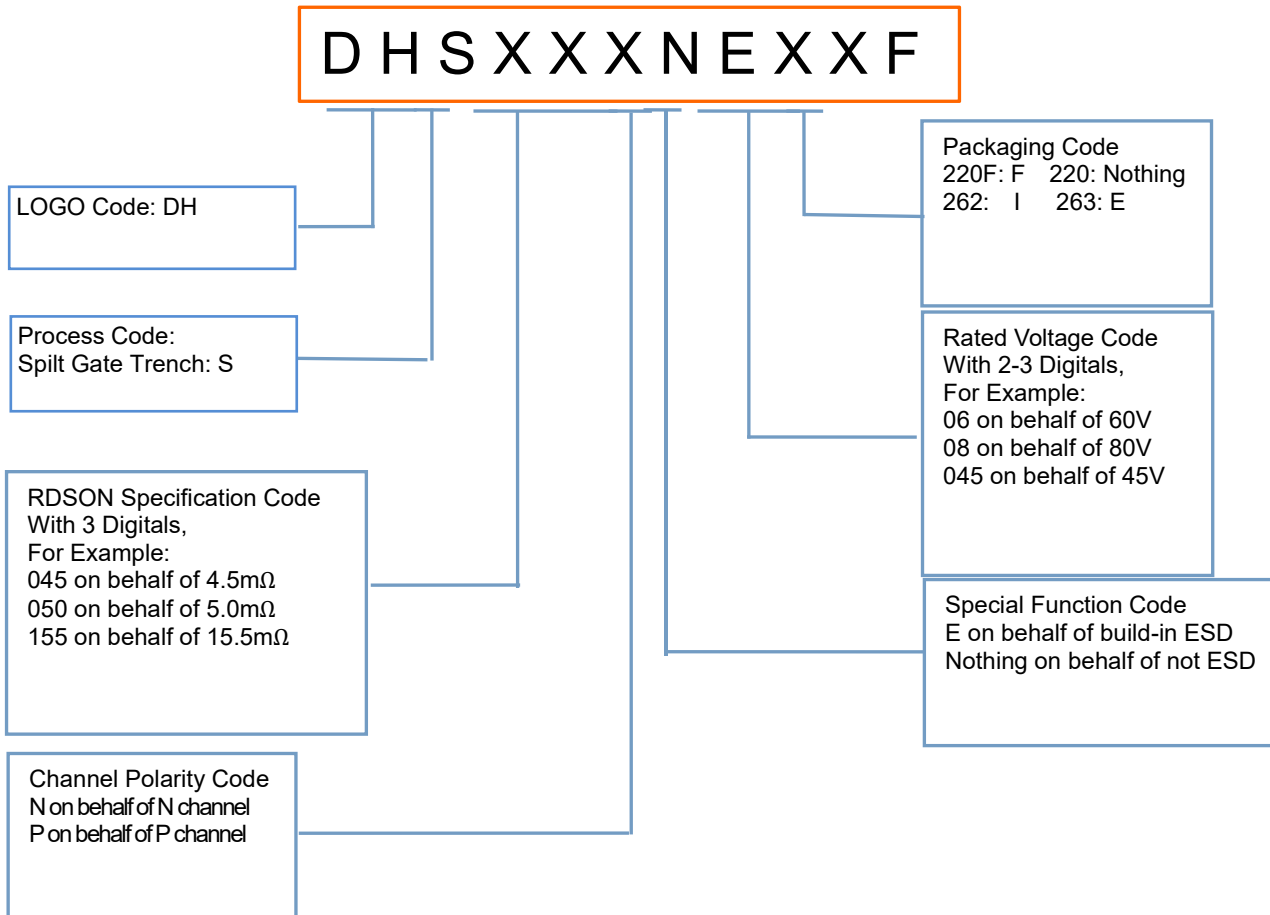 D H S X X X N E X X F
LOGO Code: DH
Process Code:
Spilt Gate Trench: S
RDSON Specification Code
With 3 Digitals,
For Example:
045 on behalf of 4.5mΩ
050 on behalf of 5.0mΩ
155 on behalf of 15.5mΩ
Channel Polarity Code
N on behalf of N channel
P on behalf of P channel
Packaging Code
220F: F 220: Nothing
262: I 263: E
Rated Voltage Code
With 2-3 Digitals,
For Example:
06 on behalf of 60V
08 on behalf of 80V
045 on behalf of 45V
Special Function Code
E on behalf of build-in ESD
Nothing on behalf of not ESD